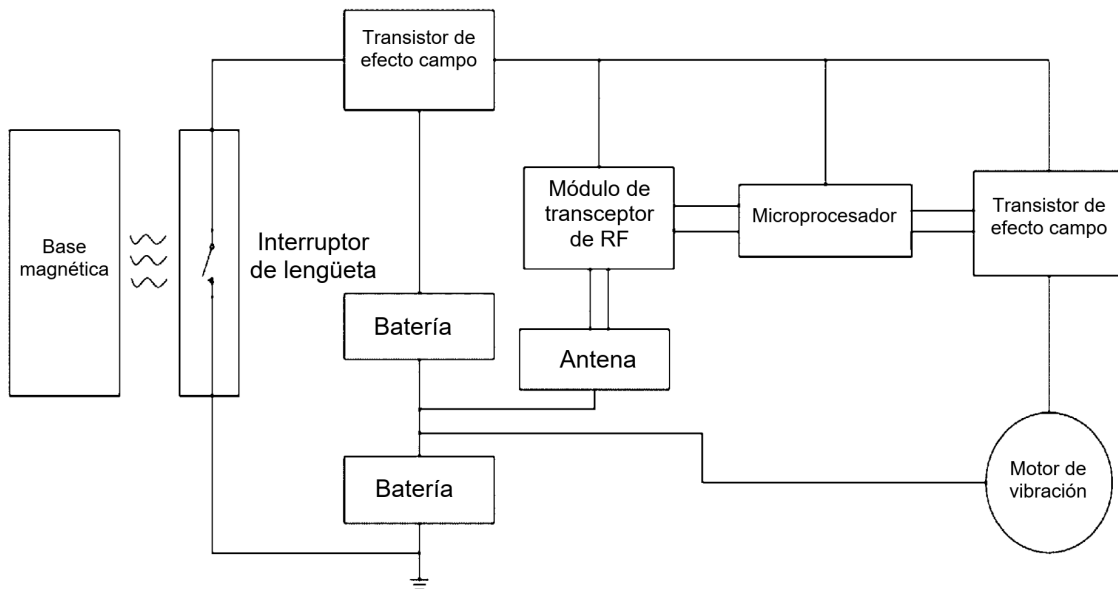 Transistor de
efecto campo
Base
magnética
Interruptor
de lengüeta
Módulo de
transceptor
de RF
Microprocesador
Transistor de
efecto campo
Batería
Antena
Batería
Motor de
vibración